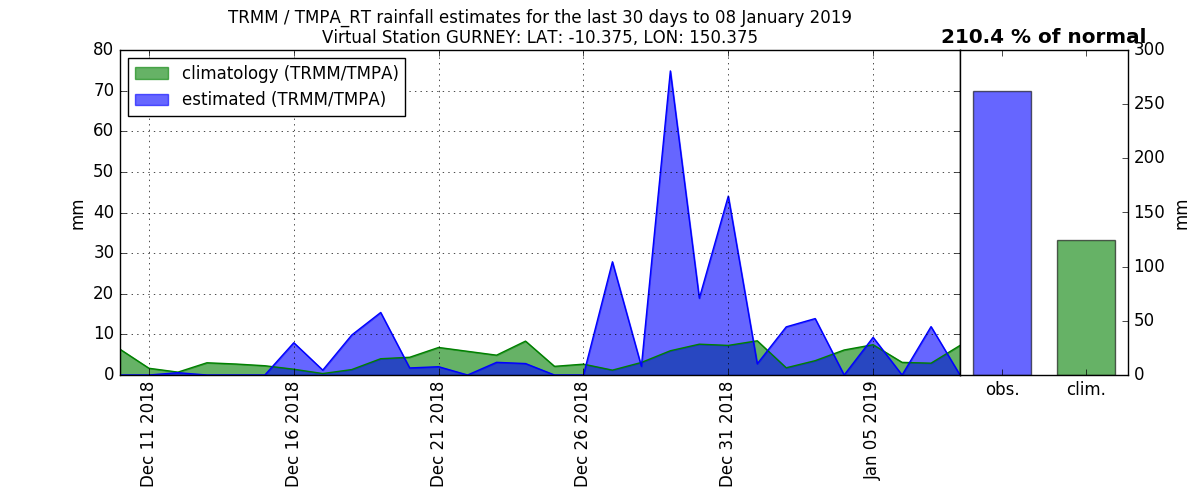 TRMM / TMPA_RT rainfall estimates for the last 30 days to 08 January 2019
Virtual Station GURNEY: LAT: -10.375, LON: 150.375
210.4 % of normal
climatology (TRMM/TMPA)
estimated (TRMM/TMPA)
mm
80
70
60
50
40
30
20
10
0
Dec 11 2018
Dec 16 2018
Dec 21 2018
Dec 26 2018
Dec 31 2018
Jan 05 2019
obs.
clim.
300
250
200
150
100
50
0
mm